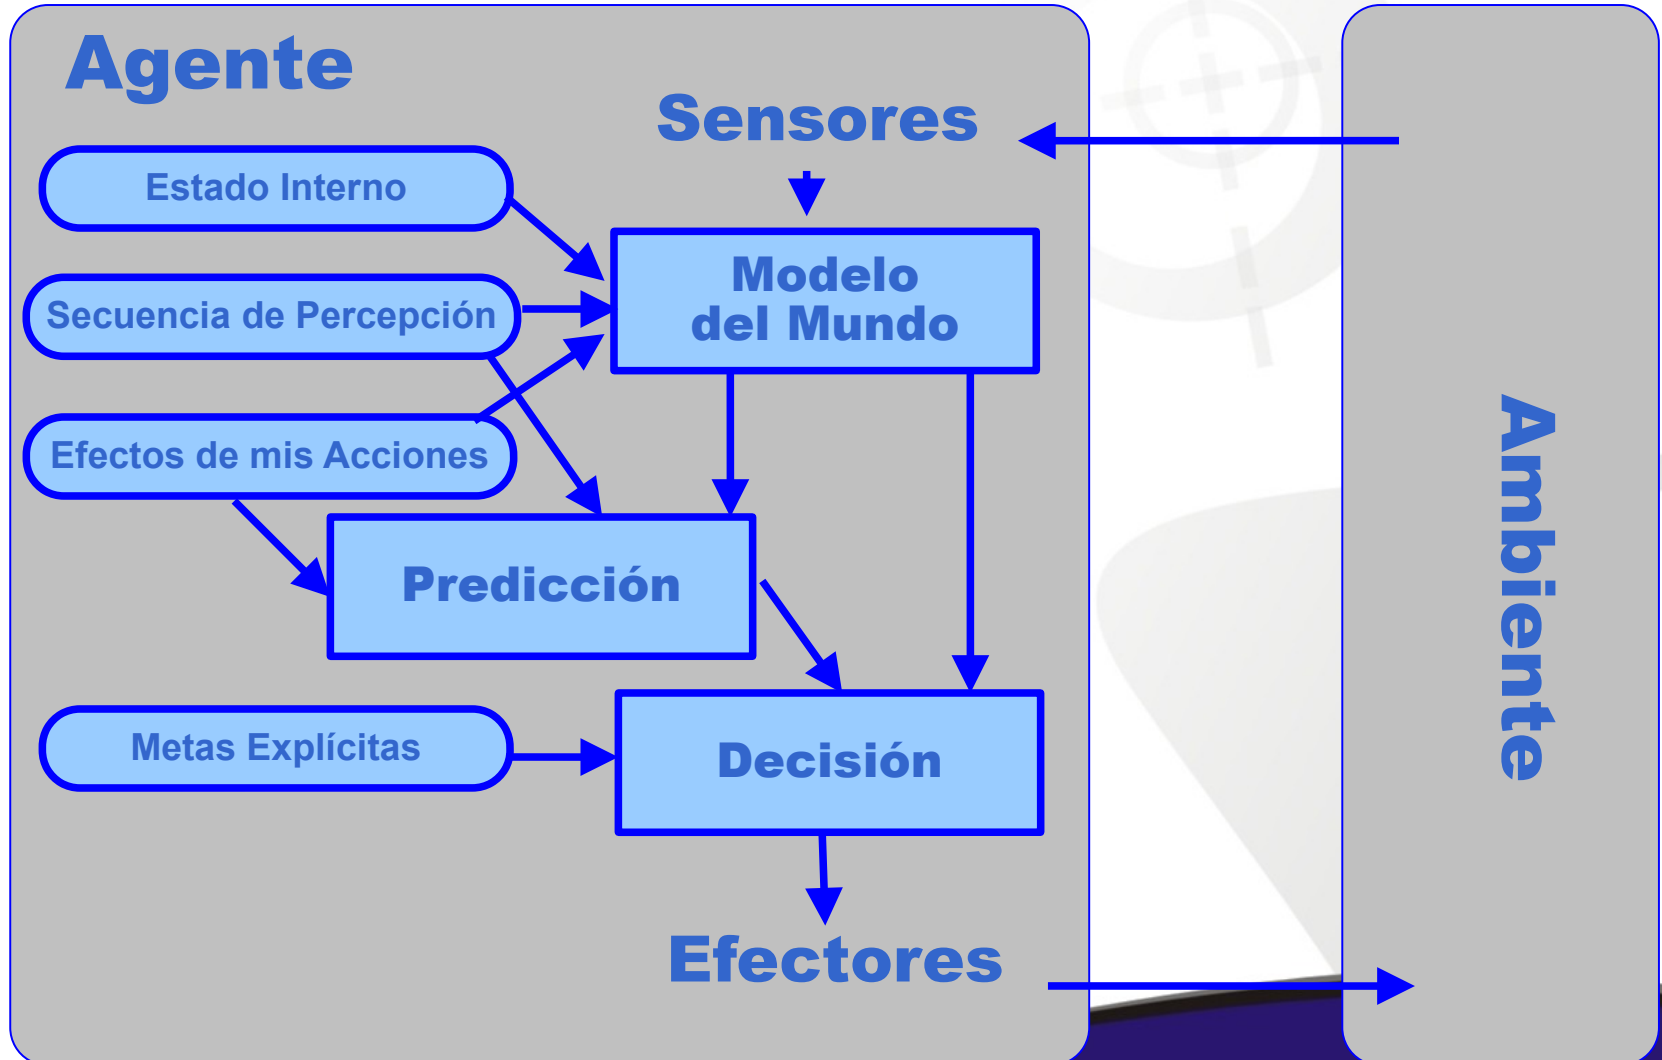 Agente
Sensores
Estado Interno
Modelo
del Mundo
Secuencia de Percepción
Efectos de mis Acciones
Predicción
Metas Explícitas
Decisión
Efectores
Ambiente